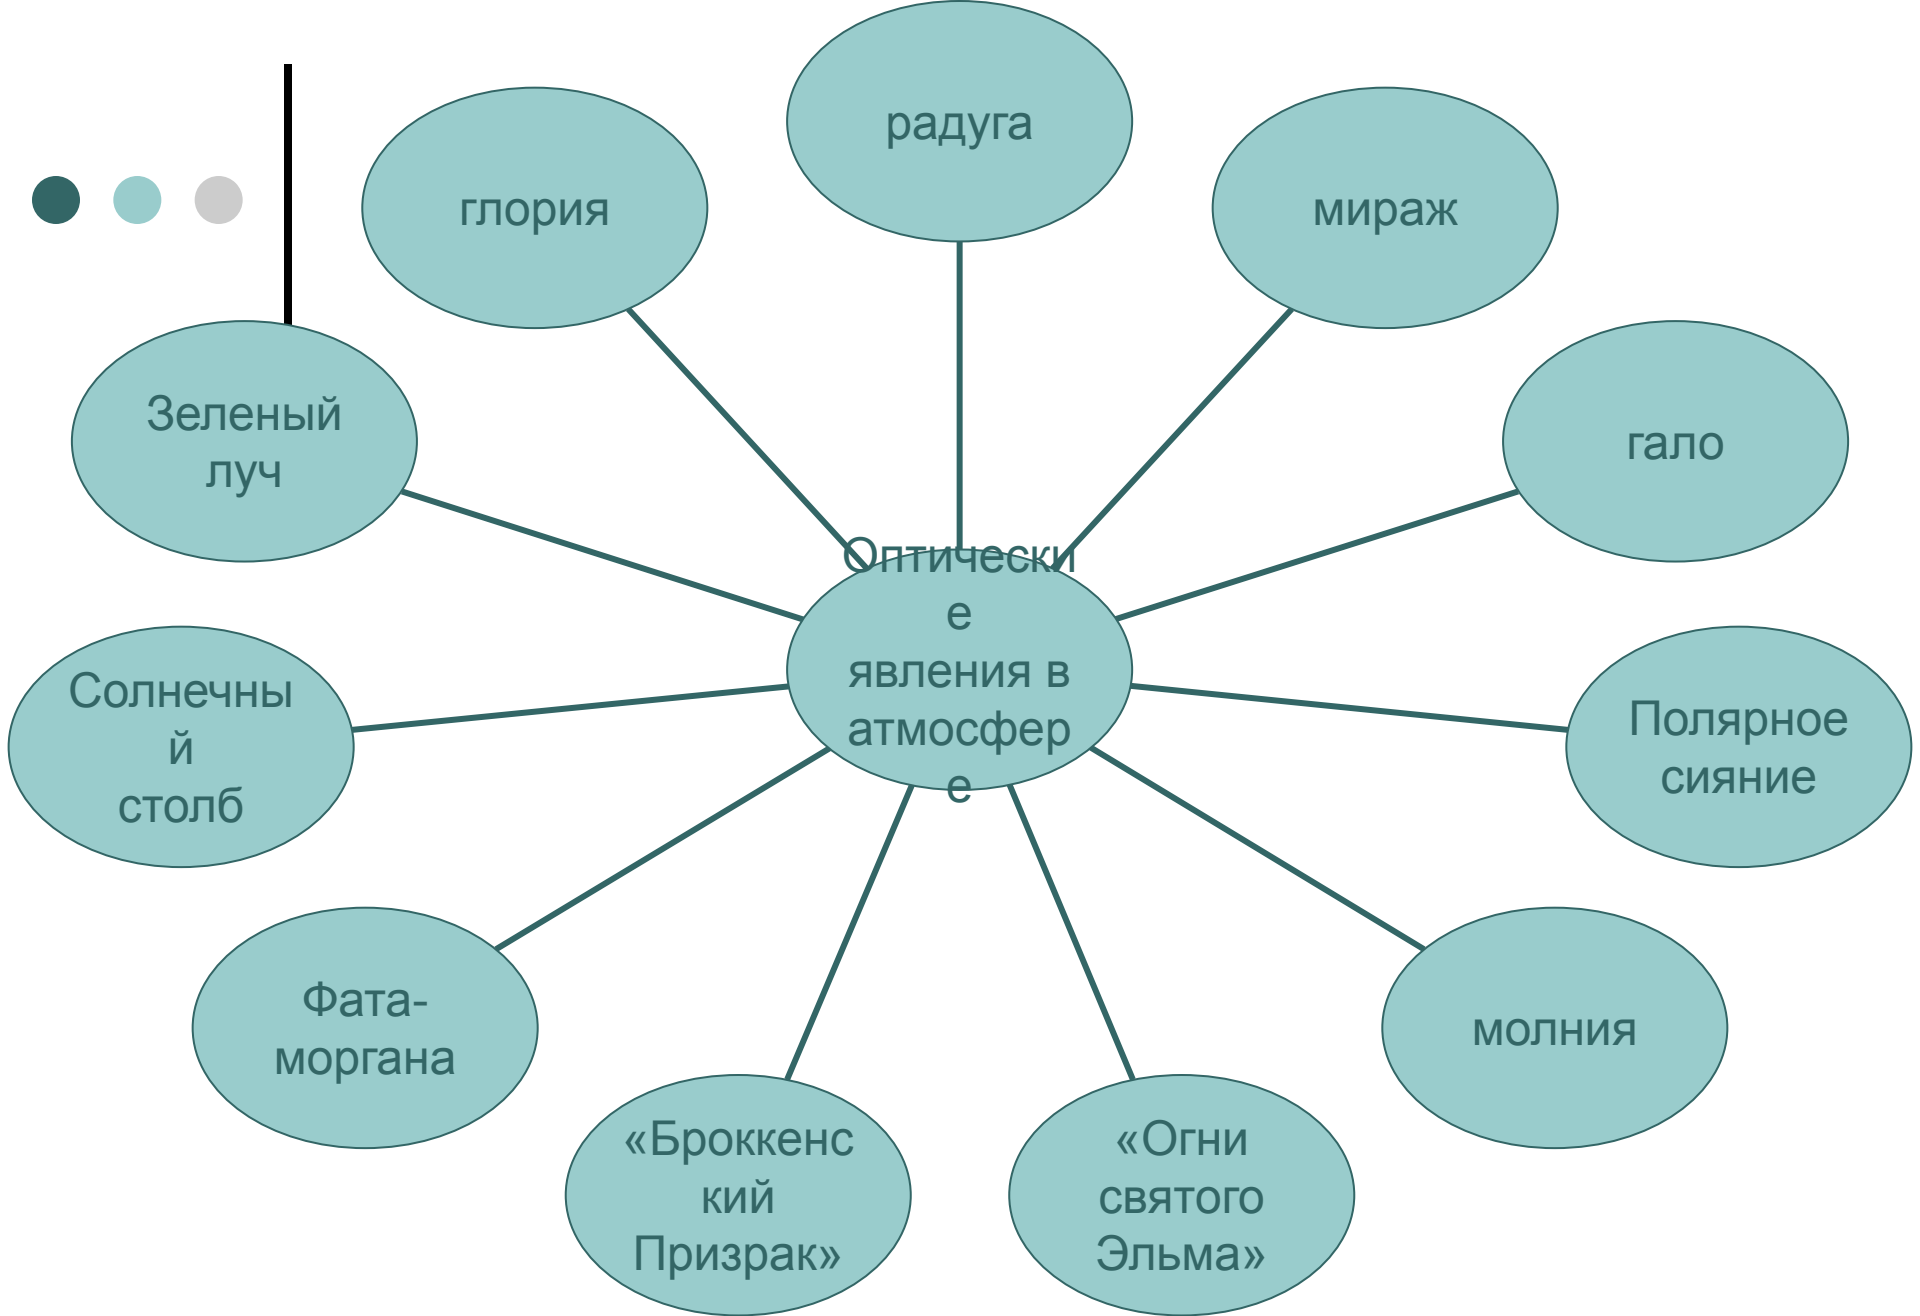 радуга
глория
мираж
Зеленый
луч
гало
Оптически
е
явления в
атмосфер
е
Солнечны
й
столб
Полярное
сияние
Фата-
моргана
молния
«Броккенс
кий
Призрак»
«Огни
святого
Эльма»